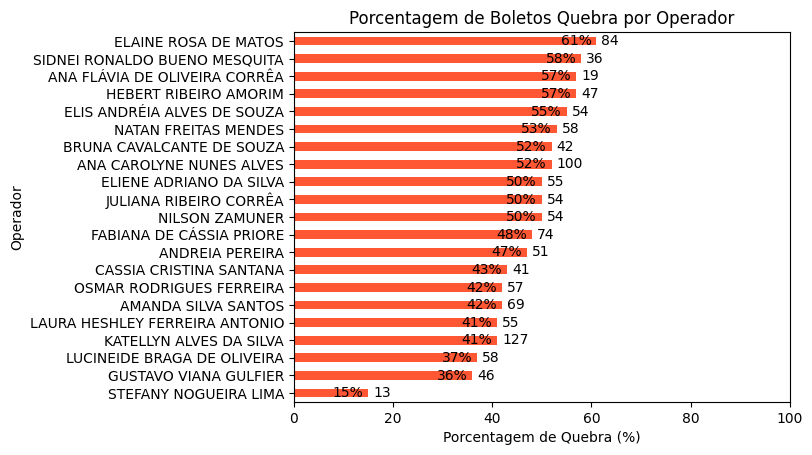 Porcentagem de Boletos Quebra por Operador
Operador
ELAINE ROSA DE MATOS 61% 84
SIDNEI RONALDO BUENO MESQUITA 58% 36
ANA FLÁVIA DE OLIVEIRA CORRÊA 57% 19
HEBERT RIBEIRO AMORIM 57% 47
ELIS ANDRÉIA ALVES DE SOUZA 55% 54
NATAN FREITAS MENDES 53% 58
BRUNA CAVALCANTE DE SOUZA 52% 42
ANA CAROLYNE NUNES ALVES 52% 100
ELIENE ADRIANO DA SILVA 50% 55
JULIANA RIBEIRO CORRÊA 50% 54
NILSON ZAMUNER 50% 54
FABIANA DE CÁSSIA PRIORE 48% 74
ANDREIA PEREIRA 47% 51
CASSIA CRISTINA SANTANA 43% 41
OSMAR RODRIGUES FERREIRA 42% 57
AMANDA SILVA SANTOS 42% 69
LAURA HESHLEY FERREIRA ANTONIO 41% 55
KATELLYN ALVES DA SILVA 41% 127
LUCINEIDE BRAGA DE OLIVEIRA 37% 58
GUSTAVO VIANA GULFIER 36% 46
STEFANY NOGUEIRA LIMA 15% 13
0 20 40 60 80 100
Porcentagem de Quebra (%)